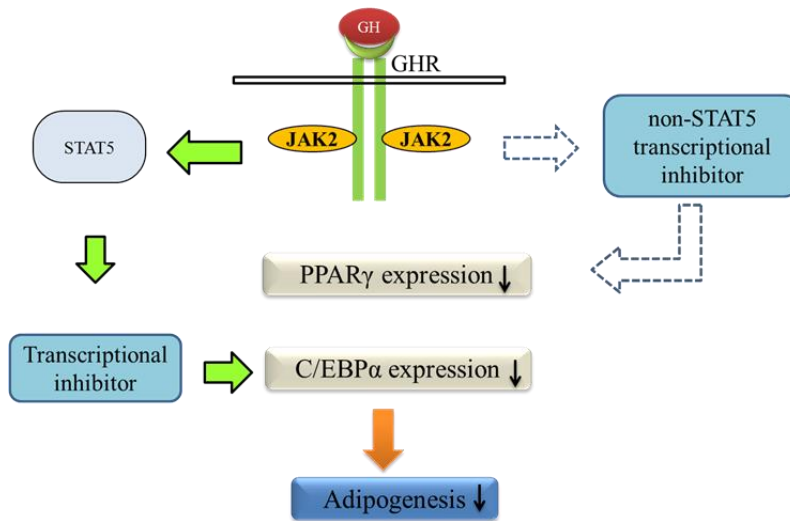 GH
GHR
JAK2
JAK2
STAT5
non-STAT5
transcriptional
inhibitor
PPARγ expression ↓
Transcriptional
inhibitor
C/EBPα expression ↓
Adipogenesis ↓